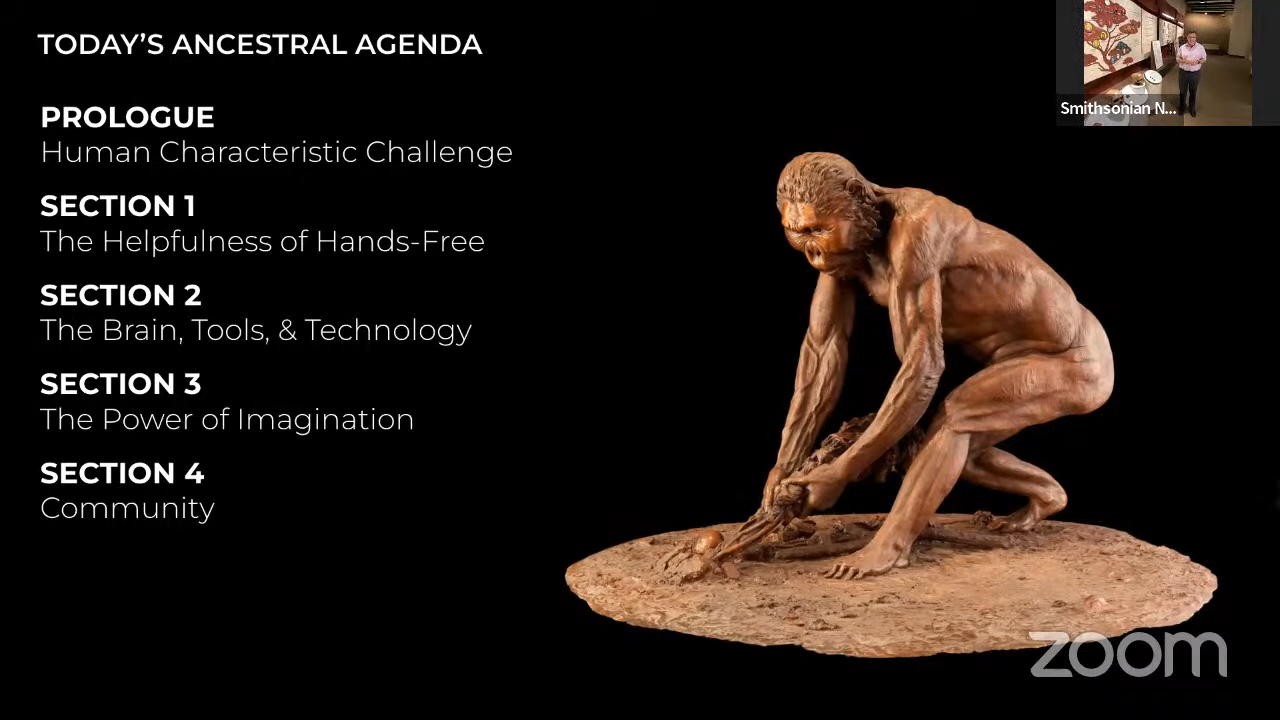 TODAY’S ANCESTRAL AGENDA
PROLOGUE
Human Characteristic Challenge
SECTION 1
The Helpfulness of Hands-Free
SECTION 2
The Brain, Tools, & Technology
SECTION 3
The Power of Imagination
SECTION 4
Community
Smithsonian N...
zoom